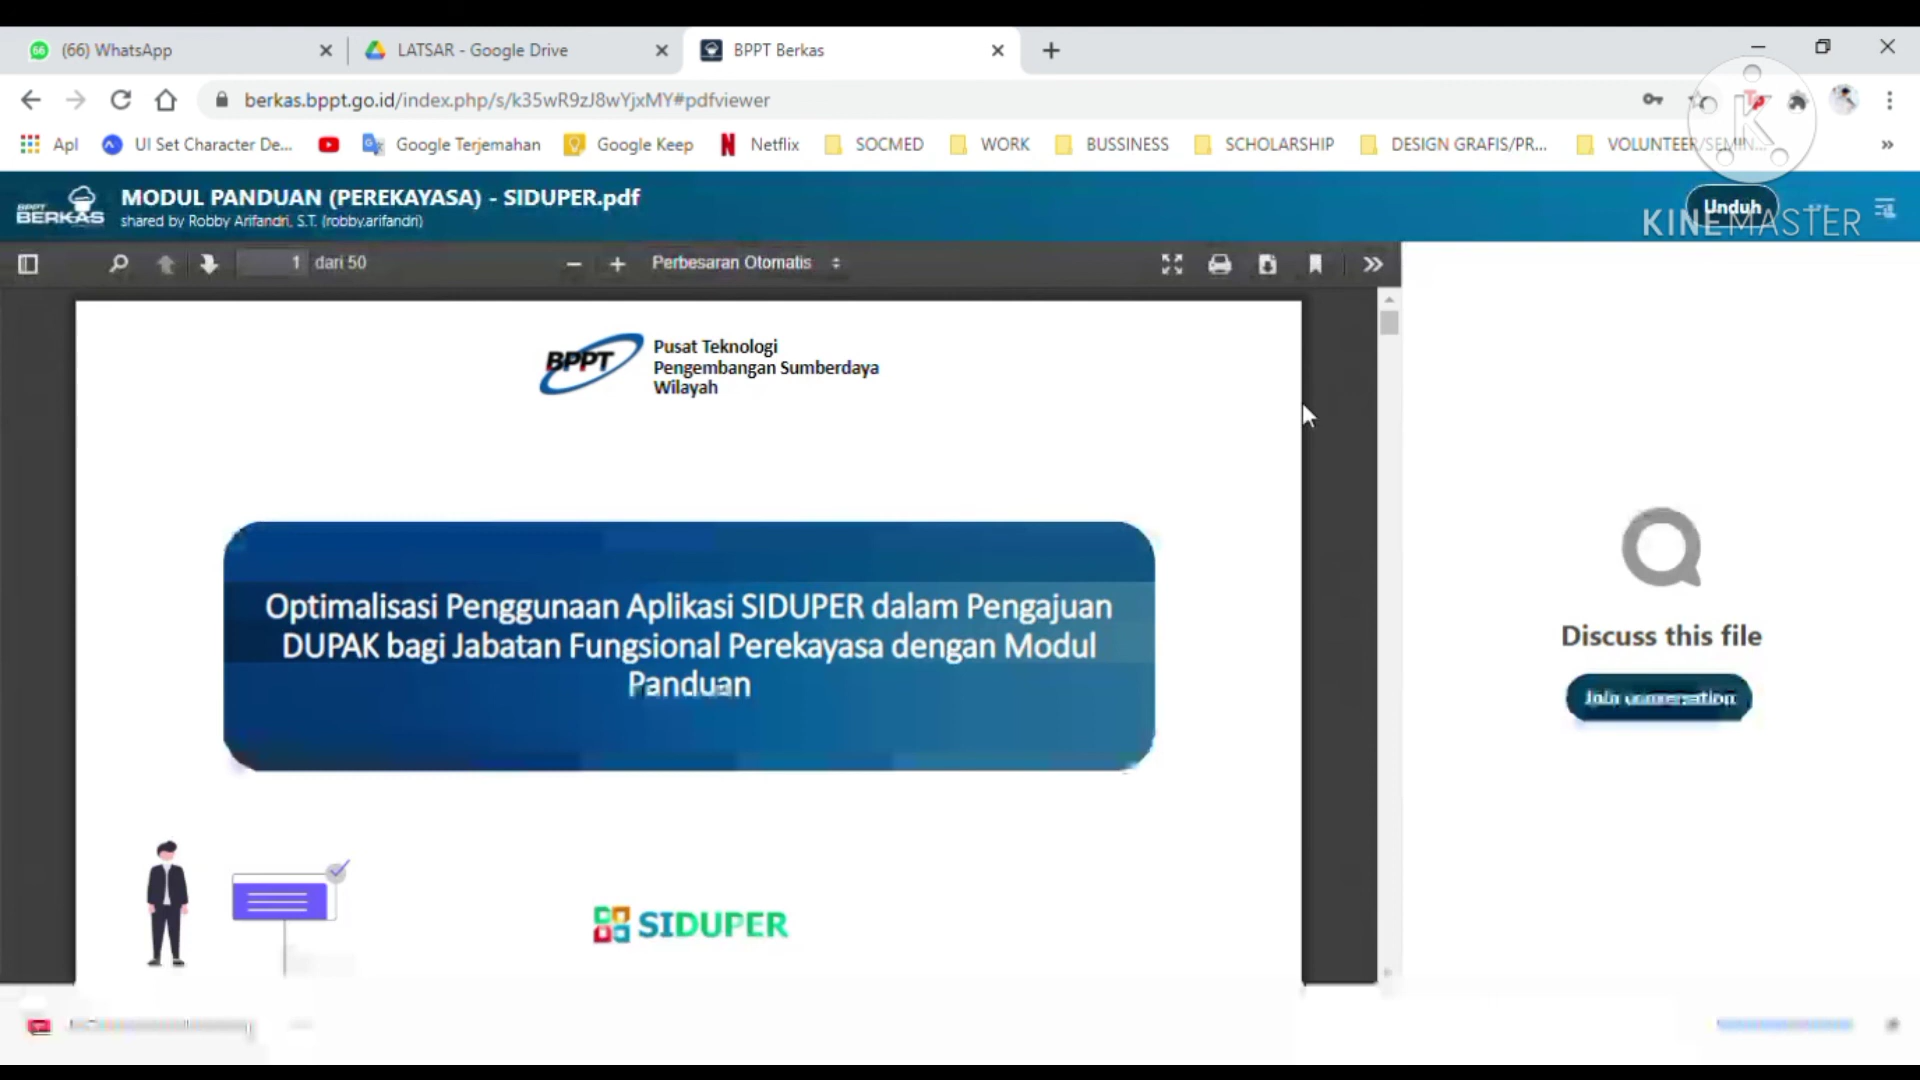 (66) WhatsApp
LATSAR - Google Drive
BPPT Berkas
berkas.bppt.go.id/index.php/s/k35wR9zJ8wYjxMY#pdfviewer
Apl
UI Set Character De...
Google Terjemahan
Google Keep
Netflix
SOCMED
WORK
BUSSINESS
SCHOLARSHIP
DESIGN GRAFIS/PR...
VOLUNTEER/SEMIN...
BPPT
BERKAS
MODUL PANDUAN (PEREKAYASA) - SIDUPER.pdf
shared by Robby Arifandri, S.T. (robby.arifandri)
Unduh
KINEMASTER
1 dari 50
Perbesaran Otomatis
BPPT
Pusat Teknologi
Pengembangan Sumberdaya
Wilayah
Optimalisasi Penggunaan Aplikasi SIDUPER dalam Pengajuan
DUPAK bagi Jabatan Fungsional Perekayasa dengan Modul
Panduan
SIDUPER
Discuss this file
Join conversation